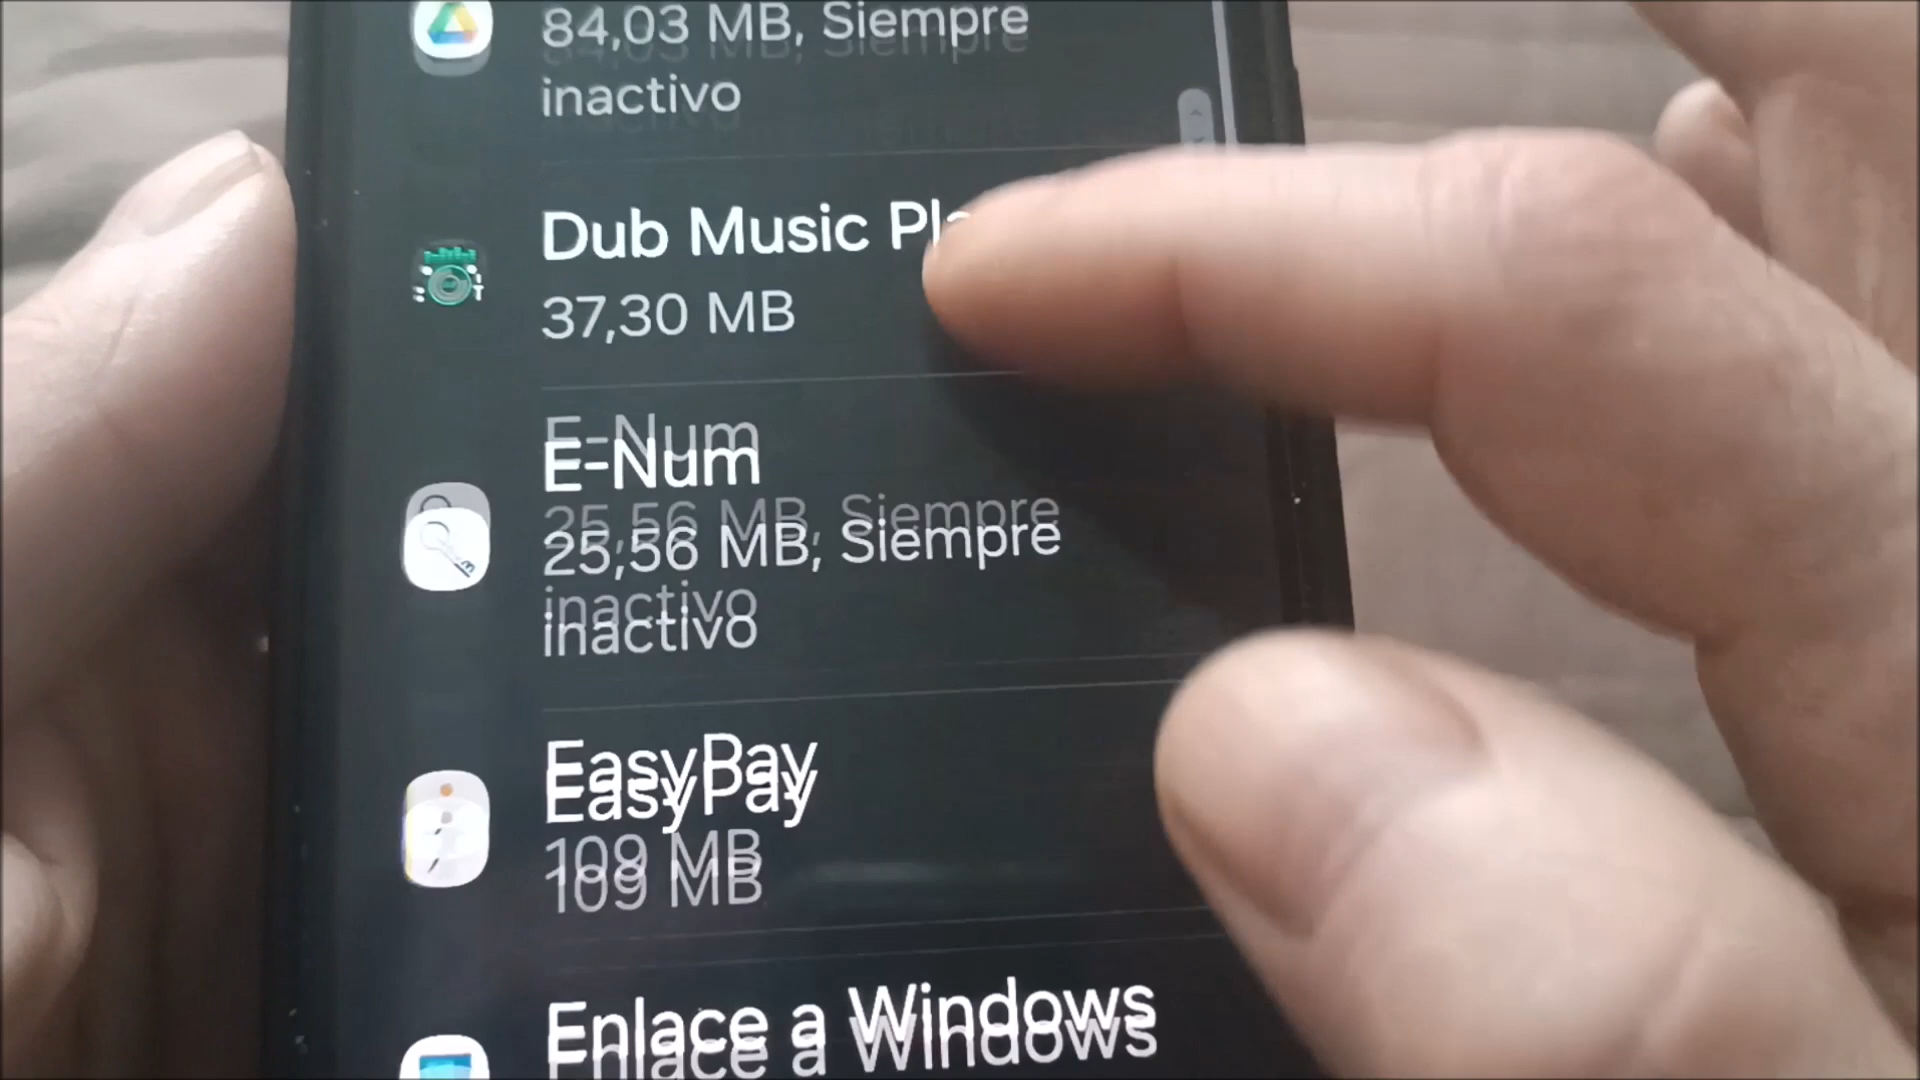 84,03 MB, Siempre
inactivo
Dub Music Pl
37,30 MB
E-Num
25,56 MB, Siempre
inactivo
EasyPay
109 MB
Enlace a Windows